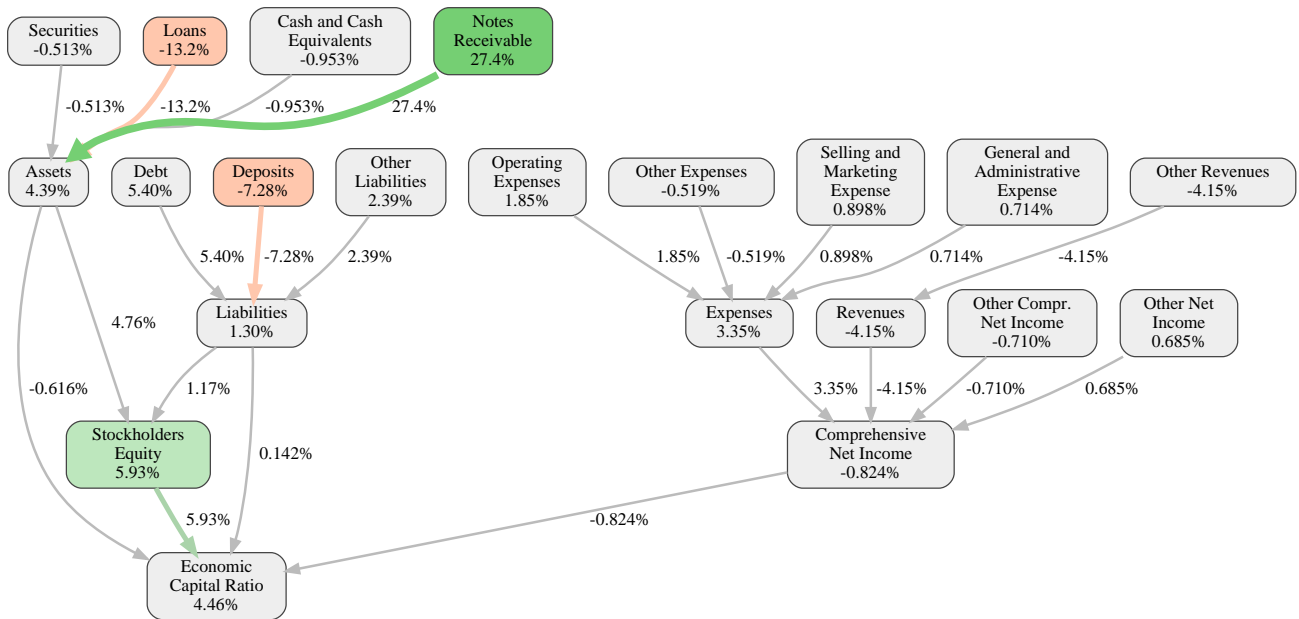 Securities
-0.513%
Loans
-13.2%
Cash and Cash
Equivalents
-0.953%
Notes
Receivable
27.4%
-0.513%
-13.2%
-0.953%
27.4%
Assets
4.39%
Debt
5.40%
Deposits
-7.28%
Other
Liabilities
2.39%
Operating
Expenses
1.85%
Other Expenses
-0.519%
Selling and
Marketing
Expense
0.898%
General and
Administrative
Expense
0.714%
Other Revenues
-4.15%
5.40%
-7.28%
2.39%
1.85%
-0.519%
0.898%
0.714%
-4.15%
Liabilities
1.30%
Expenses
3.35%
Revenues
-4.15%
Other Compr.
Net Income
-0.710%
Other Net
Income
0.685%
4.76%
-0.616%
1.17%
3.35%
-4.15%
-0.710%
0.685%
Stockholders
Equity
5.93%
0.142%
Comprehensive
Net Income
-0.824%
5.93%
-0.824%
Economic
Capital Ratio
4.46%